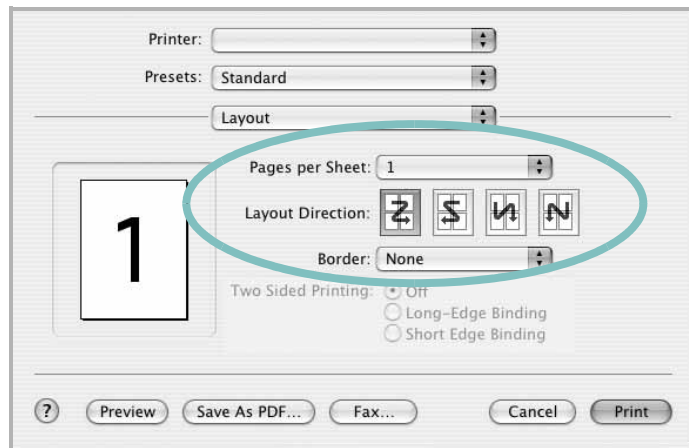 Printer:
Presets: Standard
Layout
Pages per Sheet: 1
1
Layout Direction:
Border: None
Two Sided Printing: Off
Long-Edge Binding
Short Edge Binding
? Preview Save As PDF... Fax... Cancel Print